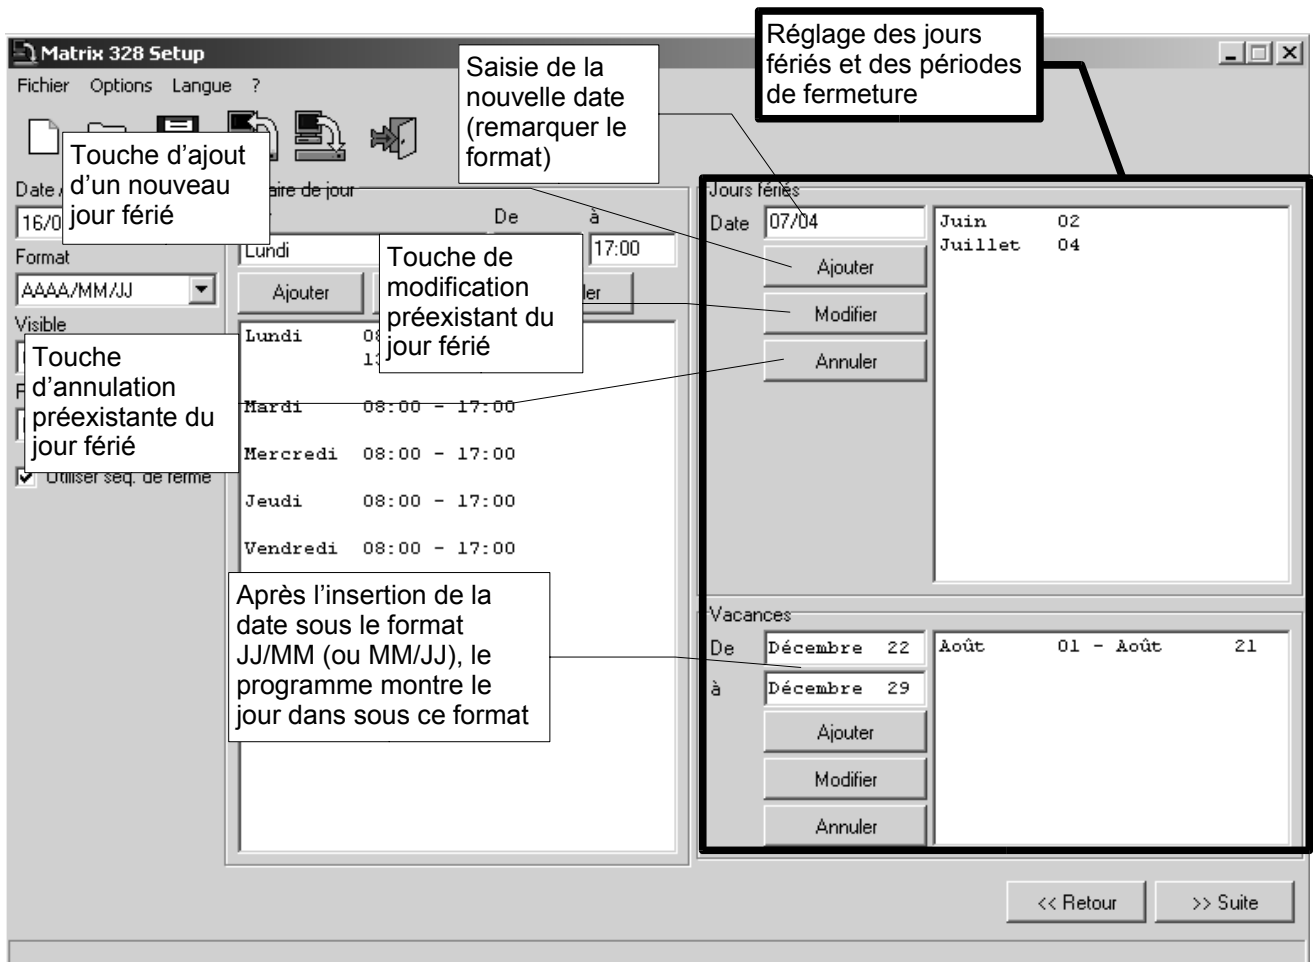 Réglage des jours
fériés et des périodes
de fermeture
Matrix 328 Setup
Saisie de la
nouvelle date
(remarquer le
format)
Fichier Options Langue ?
Touche d'ajout
d'un nouveau
jour férié
Date
aire de jour
16/0
De à
Lundi 17:00
Format
AAAA/MM/JJ
Ajouter
Touche de
modification
préexistant du
jour férié
Visible
Touche
d'annulation
préexistante du
jour férié
Utiliser séq. de fermé
Lundi
Mardi 08:00 - 17:00
Mercredi 08:00 - 17:00
Jeudi 08:00 - 17:00
Vendredi 08:00 - 17:00
Après l'insertion de la
date sous le format
JJ/MM (ou MM/JJ), le
programme montre le
jour dans sous ce format
Jours fériés
Date 07/04
Ajouter
Modifier
Annuler
Juin 02
Juillet 04
Vacances
De Décembre 22
à Décembre 29
Ajouter
Modifier
Annuler
Août 01 - Août 21
<< Retour >> Suite